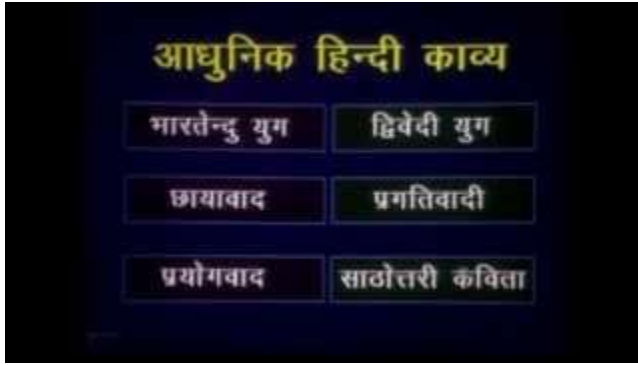 आधुनिक हिन्दी काव्य
भारतेन्दु युग द्विवेदी युग
छायावाद प्रगतिवादी
प्रयोगवाद साठोत्तरी कविता